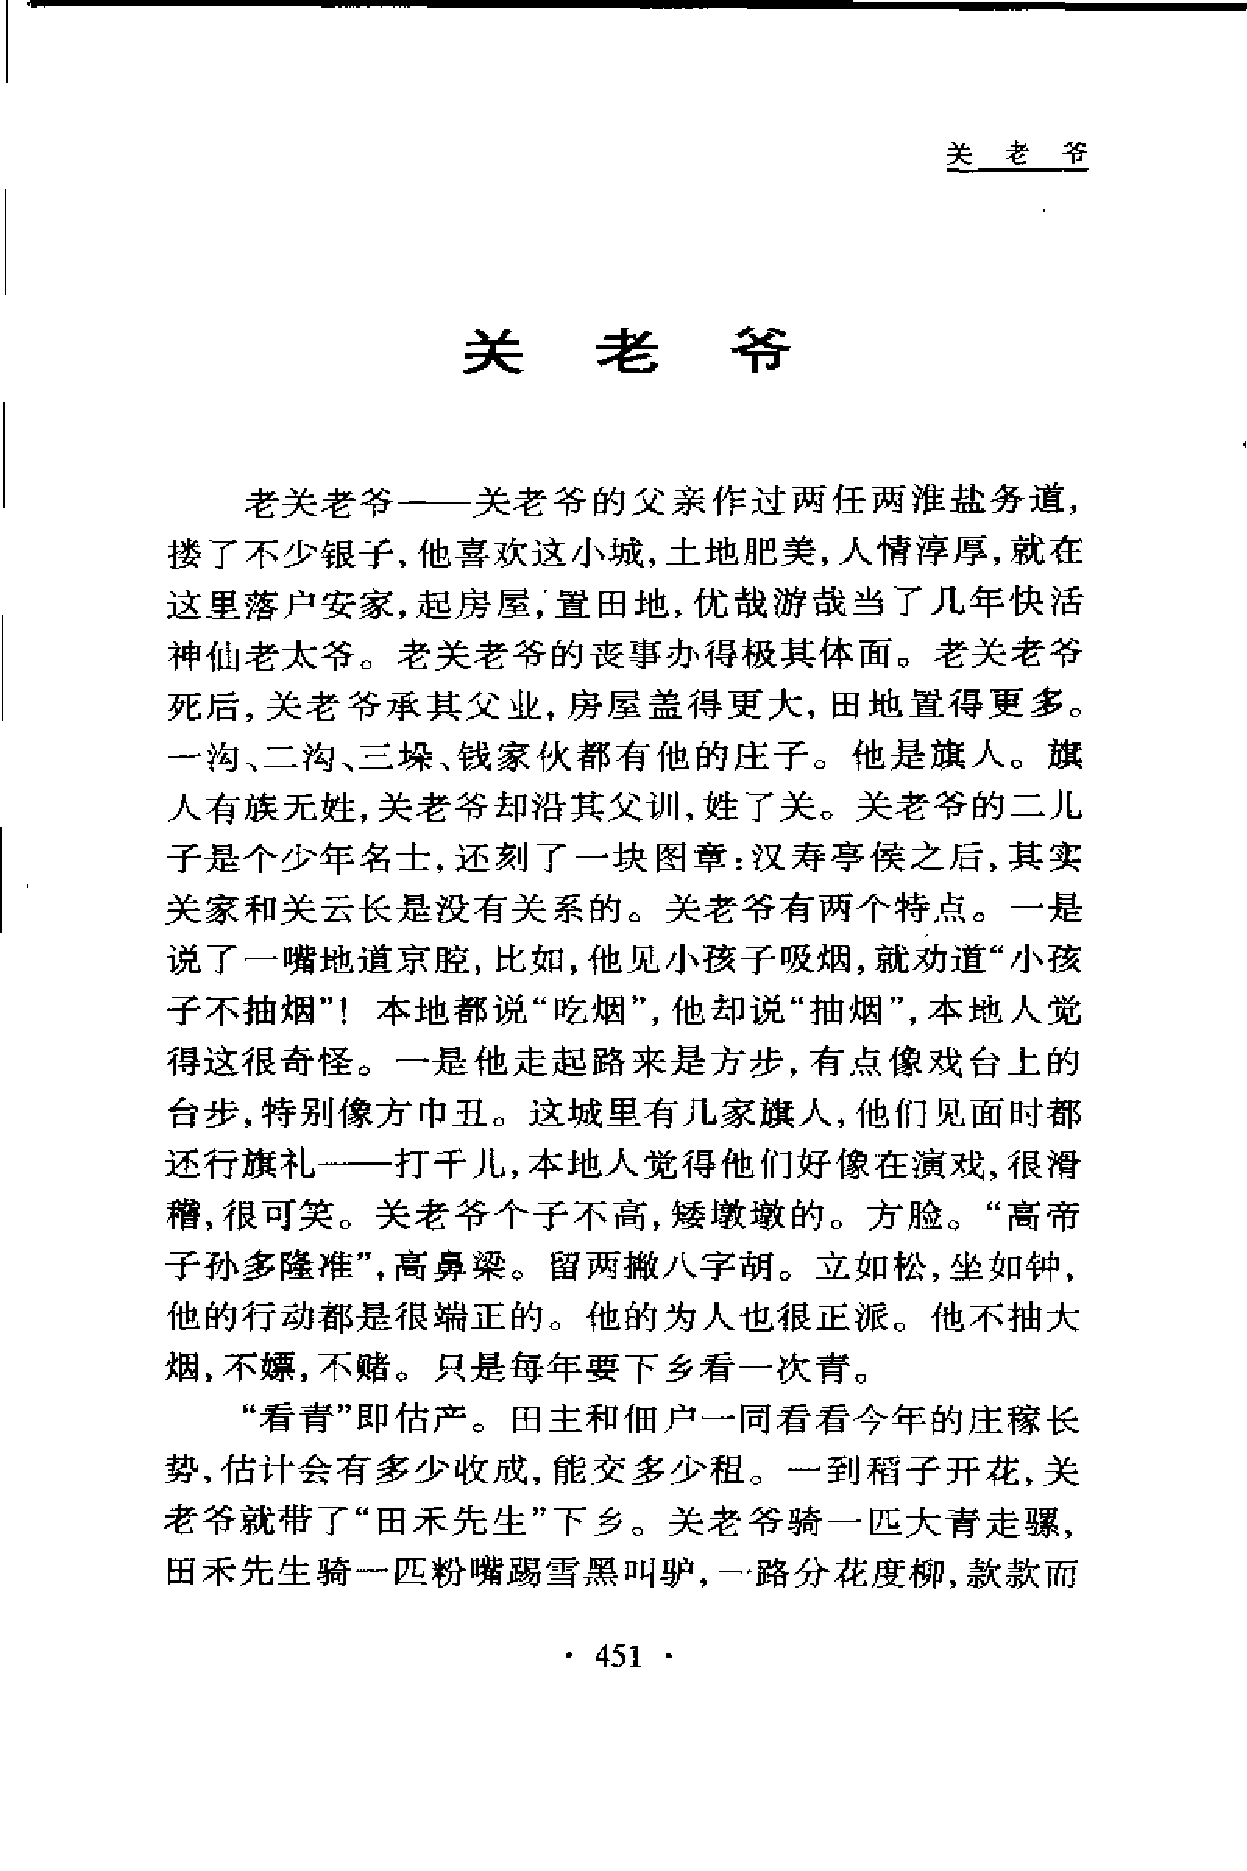 关老爷
关老爷
老关老爷——关老爷的父亲作过两任两淮盐务道,
搂了不少银子,他喜欢这小城,土地肥美,人情淳厚,就在
这里落户安家,起房屋,置田地,优哉游哉当了几年快活
神仙老太爷。老关老爷的丧事办得极其体面。老关老爷
死后,关老爷承其父业,房屋盖得更大,田地置得更多。
一沟、二沟、三垛、钱家伙都有他的庄子。他是旗人。旗
人有族无姓,关老爷却沿其父训,姓了关。关老爷的二儿
子是个少年名士,还刻了一块图章:汉寿亭侯之后,其实
关家和关云长是没有关系的。关老爷有两个特点。一是
说了一嘴地道京腔,比如,他见小孩子吸烟,就劝道“小孩
子不抽烟”!本地都说“吃烟”,他却说“抽烟”,本地人觉
得这很奇怪。一是他走起路来是方步,有点像戏台上的
台步,特别像方巾丑。这城里有几家旗人,他们见面时都
还行旗礼——打千儿,本地人觉得他们好像在演戏,很滑
稽,很可笑。关老爷个子不高,矮墩墩的。方脸。“高帝
子孙多隆准”,高鼻梁。留两撇八字胡。立如松,坐如钟,
他的行动都是很端正的。他的为人也很正派。他不抽大
烟,不嫖,不赌。只是每年要下乡看一次青。
“看青”即估产。田主和佃户一同看看今年的庄稼长
势,估计会有多少收成,能交多少租。一到稻子开花,关
老爷就带了“田禾先生”下乡。关老爷骑一匹大青走骡,
田禾先生骑一匹粉嘴踢雪黑叫驴,一路分花度柳,款款而
· 451 ·